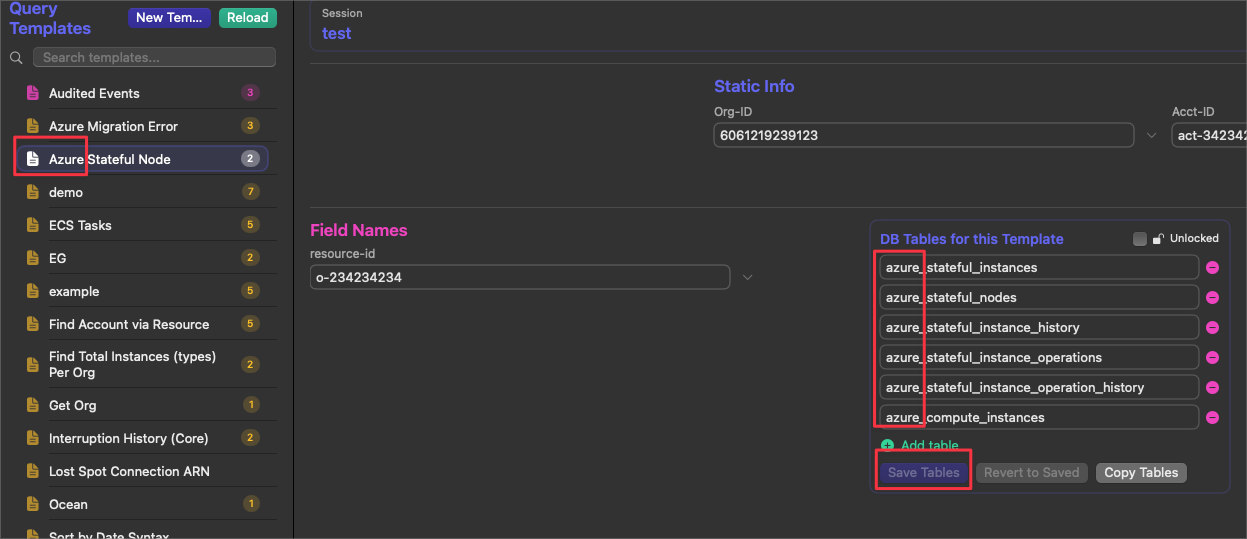 Query
Templates
New Tem...
Reload
Search templates...
Audited Events 3
Azure Migration Error 3
Azure Stateful Node 2
demo 7
ECS Tasks 5
EG 2
example 5
Find Account via Resource 5
Find Total Instances (types)
Per Org 2
Get Org 1
Interruption History (Core) 2
Lost Spot Connection ARN
Ocean 1
Sort by Date Syntax
Session
test
Static Info
Org-ID
6061219239123
Acct-ID
act-34234
Field Names
resource-id
o-234234234
DB Tables for this Template
Unlocked
azure_stateful_instances
azure_stateful_nodes
azure_stateful_instance_history
azure_stateful_instance_operations
azure_stateful_instance_operation_history
azure_compute_instances
Add table
Save Tables
Revert to Saved
Copy Tables